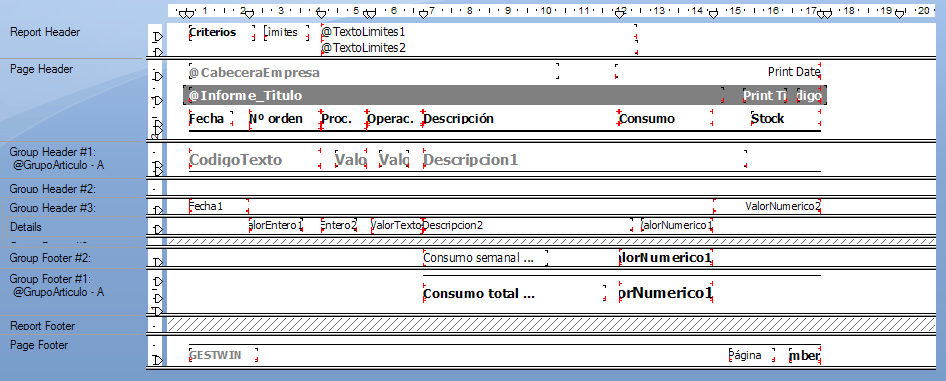 1 2 3 4 5 6 7 8 9 10 11 12 13 14 15 16 17 18 19 20
Report Header Criterios Limites @TextoLimites1
@TextoLimites2
Page Header @CabeceraEmpresa Print Date
@Informe_Titulo Print Ti digo
Fecha Nº orden Proc. Operac. Descripción Consumo Stock
Group Header #1: CodigoTexto Valo Valo Descripcion1
@GrupoArticulo - A
Group Header #2:
Group Header #3: Fecha1 ValorNumerico2
Details alorEntero1 Entero2 ValorTexto Descripcion2 alorNumerico1
Group Footer #2: Consumo semanal ... lorNumerico1
Group Footer #1:
@GrupoArticulo - A Consumo total ... orNumerico1
Report Footer
Page Footer GESTWIN Página mber